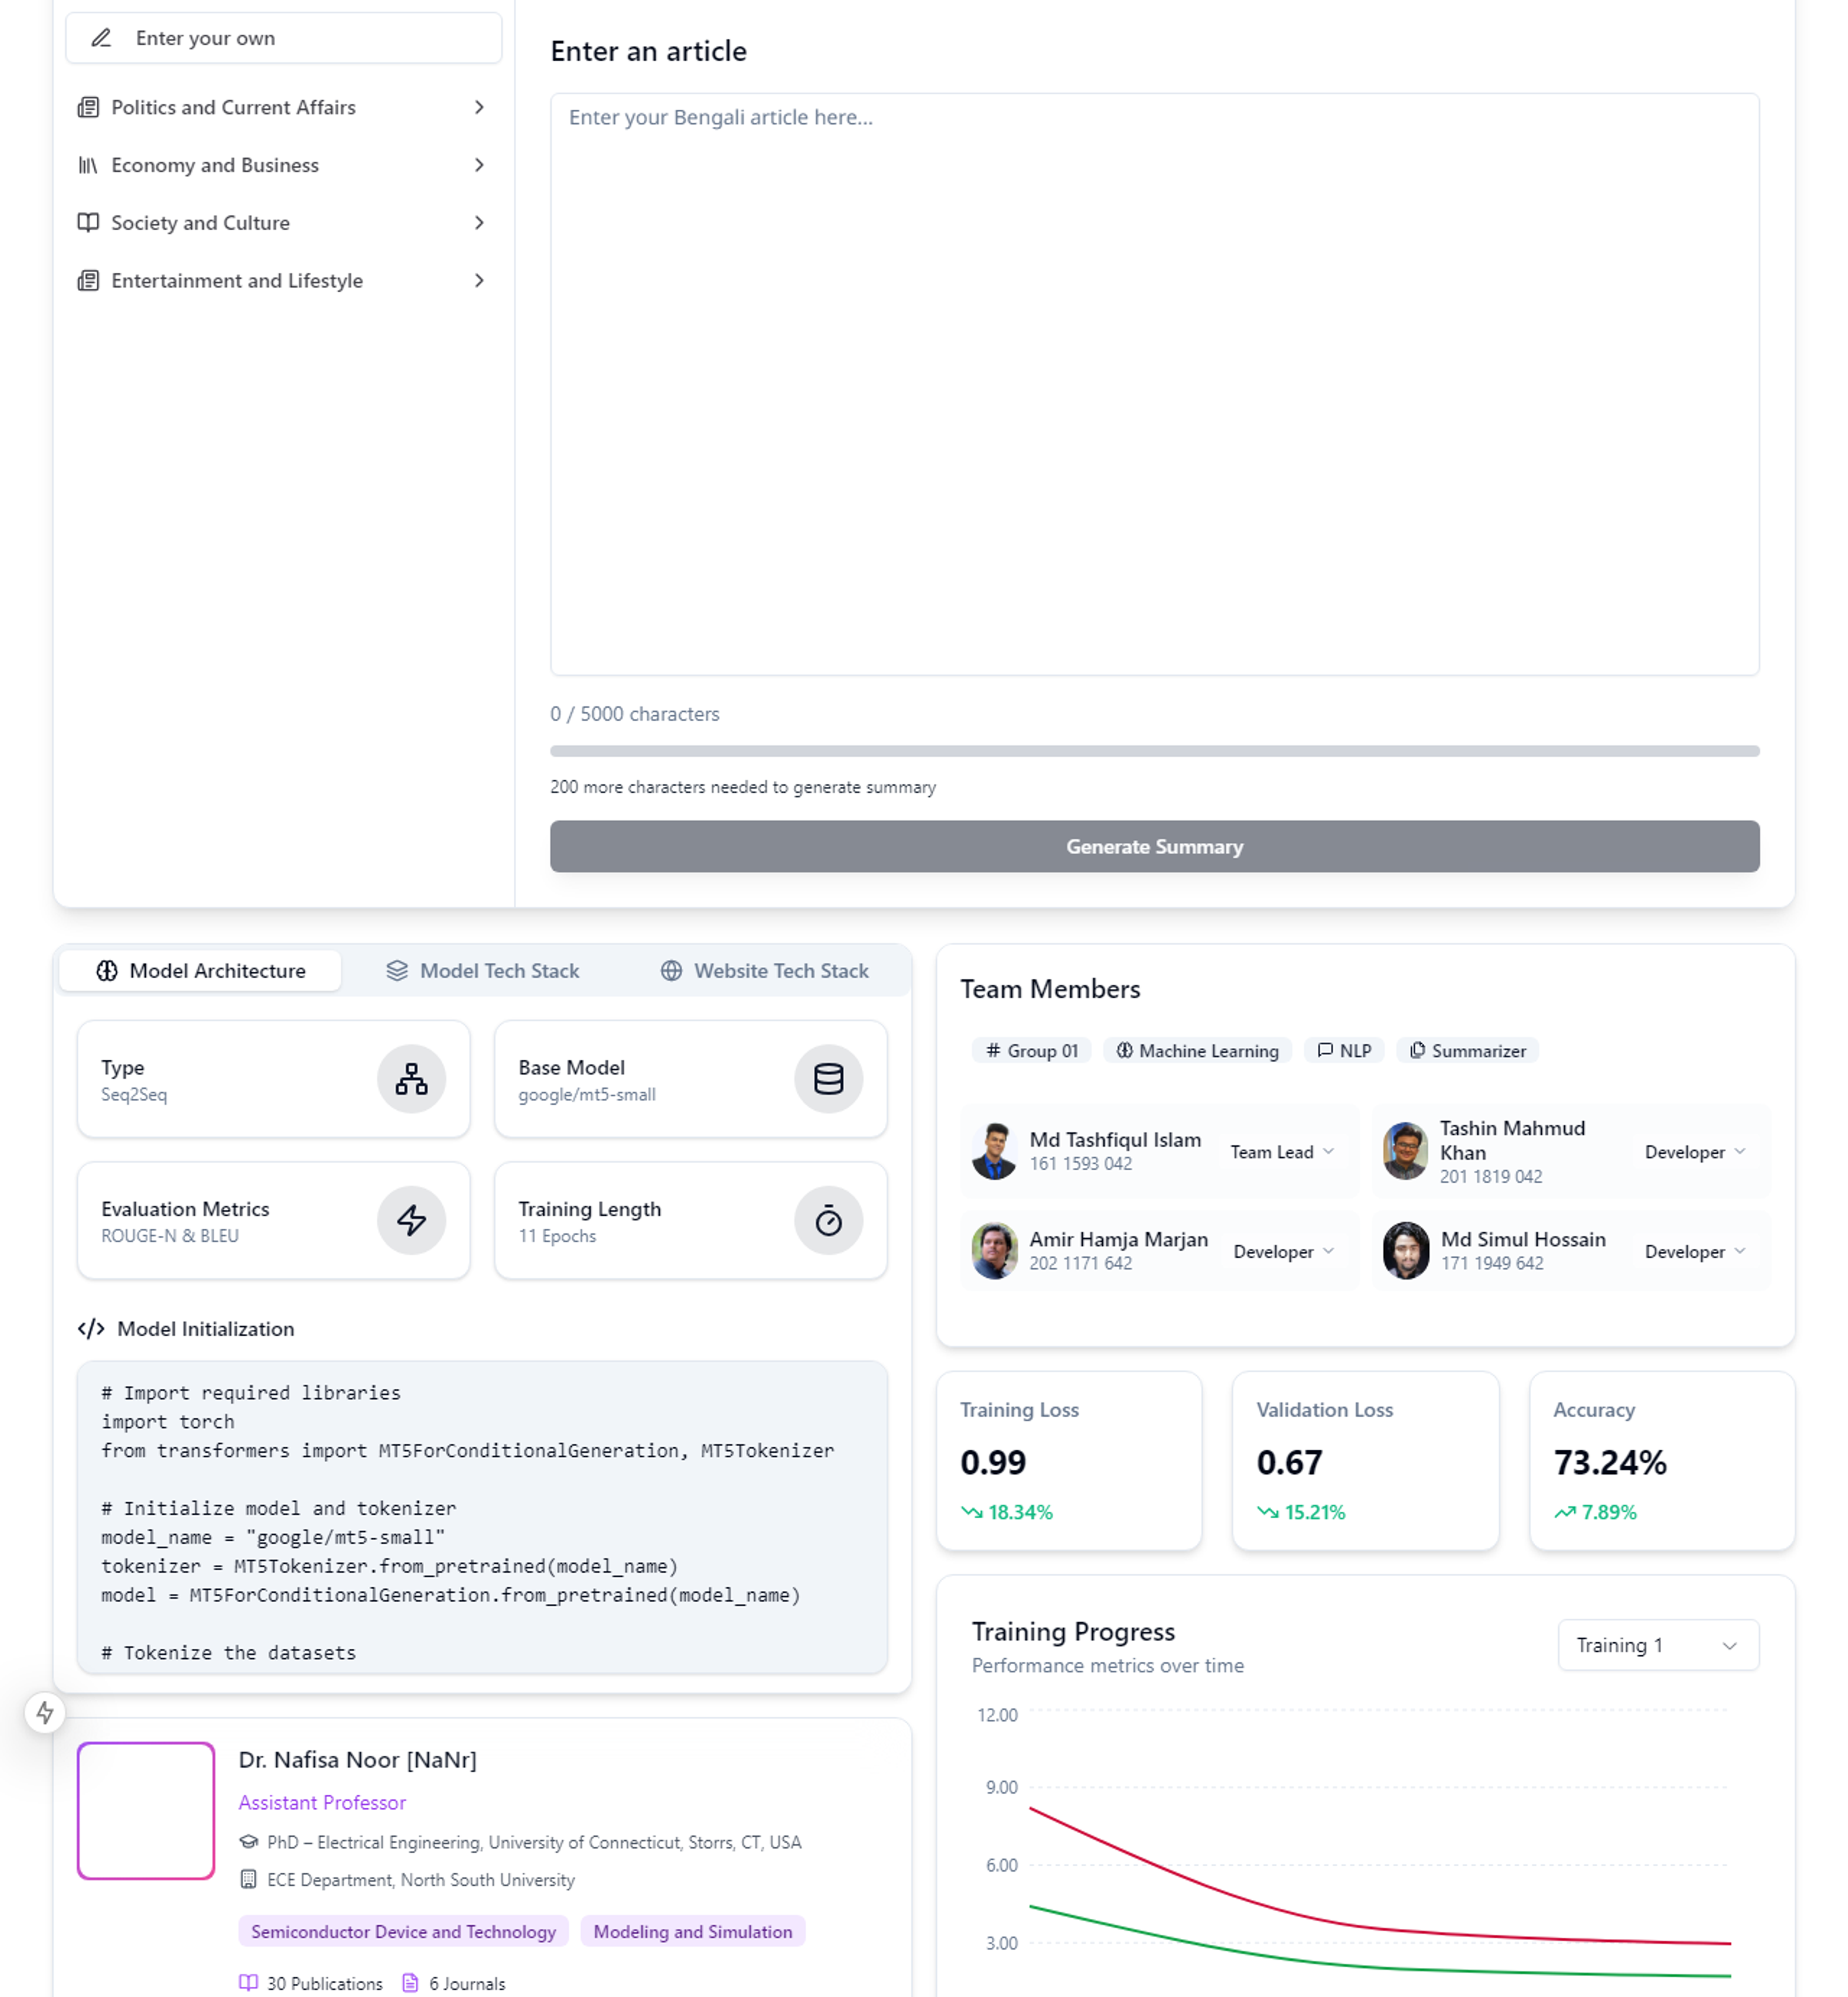 Enter your own
Politics and Current Affairs
Economy and Business
Society and Culture
Entertainment and Lifestyle
Enter an article
Enter your Bengali article here...
0 / 5000 characters
200 more characters needed to generate summary
Generate Summary
Model Architecture
Model Tech Stack
Website Tech Stack
Type
Seq2Seq
Base Model
google/mt5-small
Evaluation Metrics
ROUGE-N & BLEU
Training Length
11 Epochs
Model Initialization
# Import required libraries
import torch
from transformers import MT5ForConditionalGeneration, MT5Tokenizer
# Initialize model and tokenizer
model_name = "google/mt5-small"
tokenizer = MT5Tokenizer.from_pretrained(model_name)
model = MT5ForConditionalGeneration.from_pretrained(model_name)
# Tokenize the datasets
Dr. Nafisa Noor [NaNr]
Assistant Professor
PhD – Electrical Engineering, University of Connecticut, Storrs, CT, USA
ECE Department, North South University
Semiconductor Device and Technology
Modeling and Simulation
30 Publications
6 Journals
Team Members
# Group 01
Machine Learning
NLP
Summarizer
Md Tashfiqul Islam
161 1593 042
Team Lead
Tashin Mahmud
Khan
201 1819 042
Developer
Amir Hamja Marjan
202 1171 642
Developer
Md Simul Hossain
171 1949 642
Developer
Training Loss
0.99
18.34%
Validation Loss
0.67
15.21%
Accuracy
73.24%
7.89%
Training Progress
Performance metrics over time
Training 1
12.00
9.00
6.00
3.00